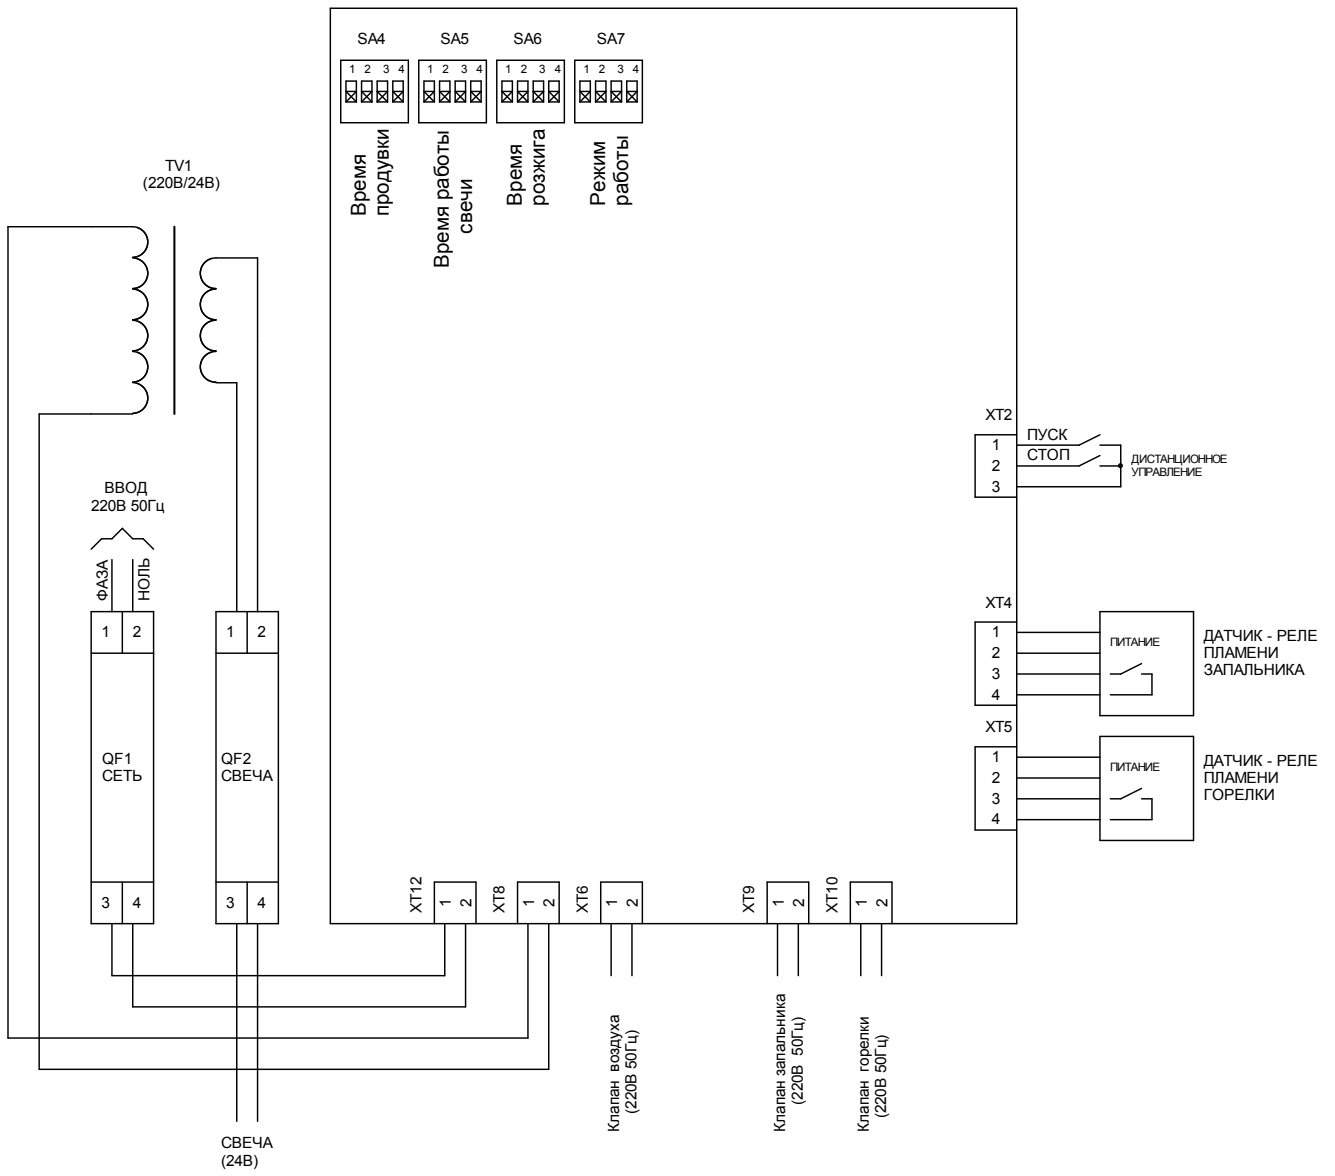 SA4
SA5
SA6
SA7
1 2 3 4
1 2 3 4
1 2 3 4
1 2 3 4
Время
продувки
Время работы
свечи
Время
розжига
Режим
работы
TV1
(220В/24В)
XT2
1
2
3
ПУСК
СТОП
ДИСТАНЦИОННОЕ
УПРАВЛЕНИЕ
ВВОД
220В 50Гц
ФАЗА
НОЛЬ
1 2
QF1
СЕТЬ
3 4
1 2
QF2
СВЕЧА
3 4
XT4
1
2
3
4
ПИТАНИЕ
ДАТЧИК - РЕЛЕ
ПЛАМЕНИ
ЗАПАЛЬНИКА
XT5
1
2
3
4
ПИТАНИЕ
ДАТЧИК - РЕЛЕ
ПЛАМЕНИ
ГОРЕЛКИ
XT12
1
2
XT8
1
2
XT6
1
2
XT9
1
2
XT10
1
2
Клапан воздуха
(220В 50Гц)
Клапан запальника
(220В 50Гц)
Клапан горелки
(220В 50Гц)
СВЕЧА
(24В)